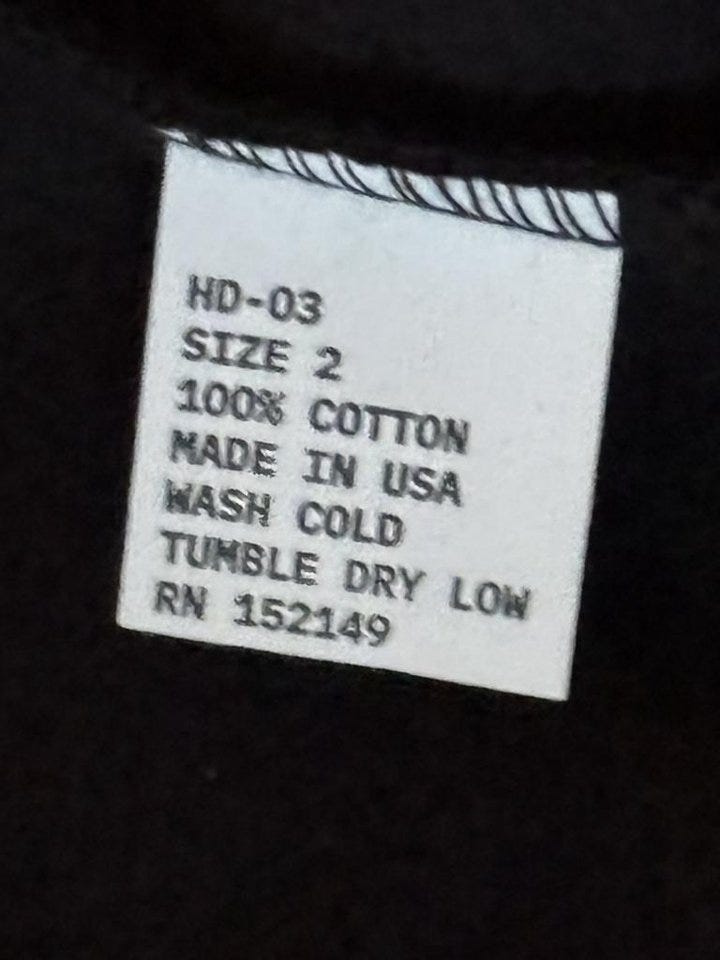 HD-03
SIZE 2
100% COTTON
MADE IN USA
WASH COLD
TUMBLE DRY LOW
RN 152149